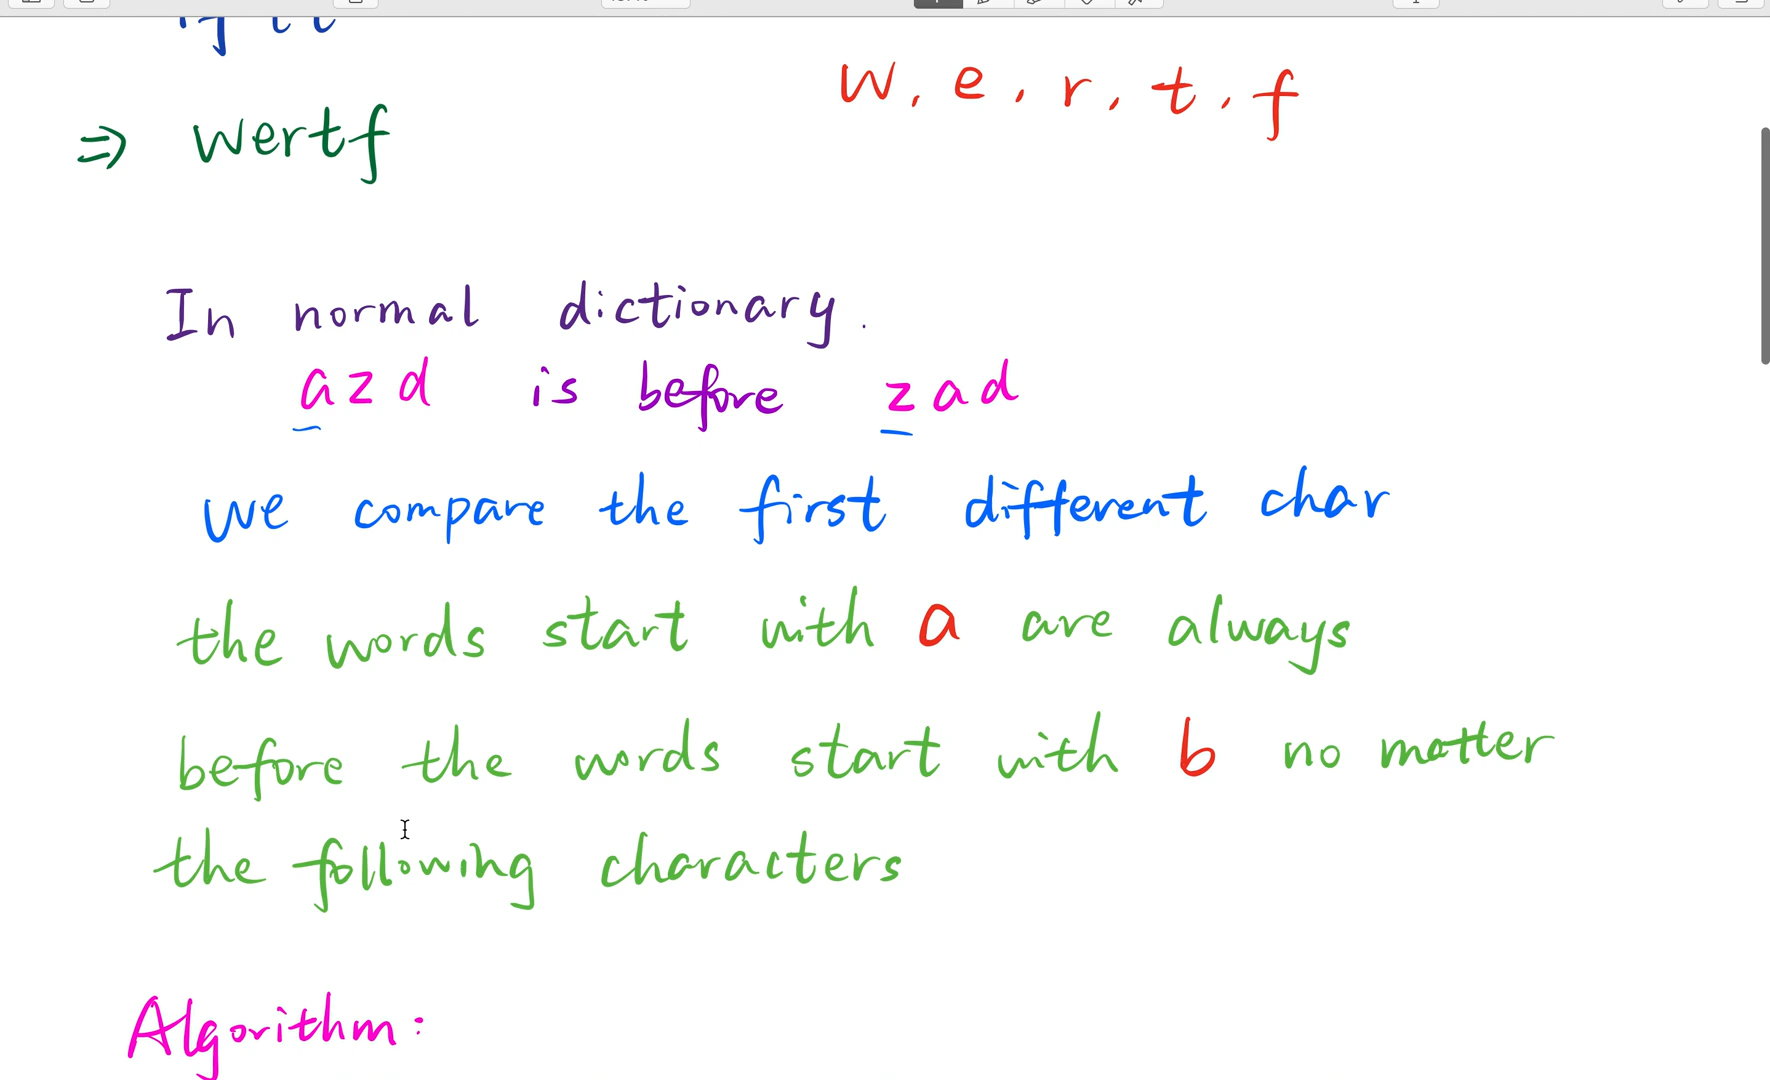 w, e, r, t, f
⇒ wertf
In normal dictionary.
azd is before zad
we compare the first different char
the words start with a are always
before the words start with b no matter
the following characters
Algorithm: